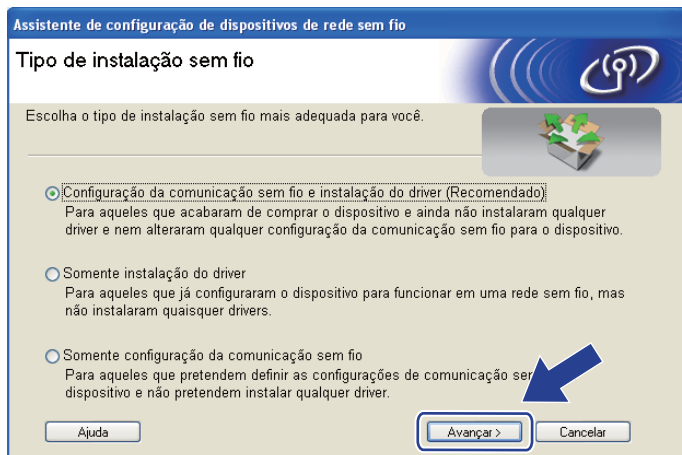 Assistente de configuração de dispositivos de rede sem fio
Tipo de instalação sem fio
Escolha o tipo de instalação sem fio mais adequada para você.
Configuração da comunicação sem fio e instalação do driver (Recomendado)
Para aqueles que acabaram de comprar o dispositivo e ainda não instalaram qualquer
driver e nem alteraram qualquer configuração da comunicação sem fio para o dispositivo.
Somente instalação do driver
Para aqueles que já configuraram o dispositivo para funcionar em uma rede sem fio, mas
não instalaram quaisquer drivers.
Somente configuração da comunicação sem fio
Para aqueles que pretendem definir as configurações de comunicação
dispositivo e não pretendem instalar qualquer driver.
Ajuda
Avançar >
Cancelar